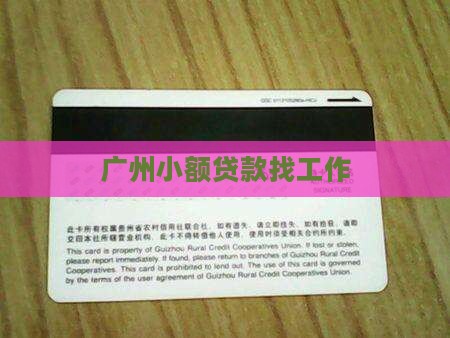 广州小额贷款找工作
SIGNATURE
此卡所有权属贵州省农村信用社联合社。如有遗失,请立即挂失,如有拾获,请即
交回本社所辖营业机构。此卡不得转借他人使用,使用时须受相关合约所约束。
This card is property of Guizhou Rural Credit Cooperatives Union. If lost or stolen,
please report immediately. If found, please return to branches of Guizhou Rural Credit
Cooperatives. This card is prohibited to lend out. The use of this card is governed
by the terms of the user agreement of Guizhou Rural Credit Cooperatives Union.